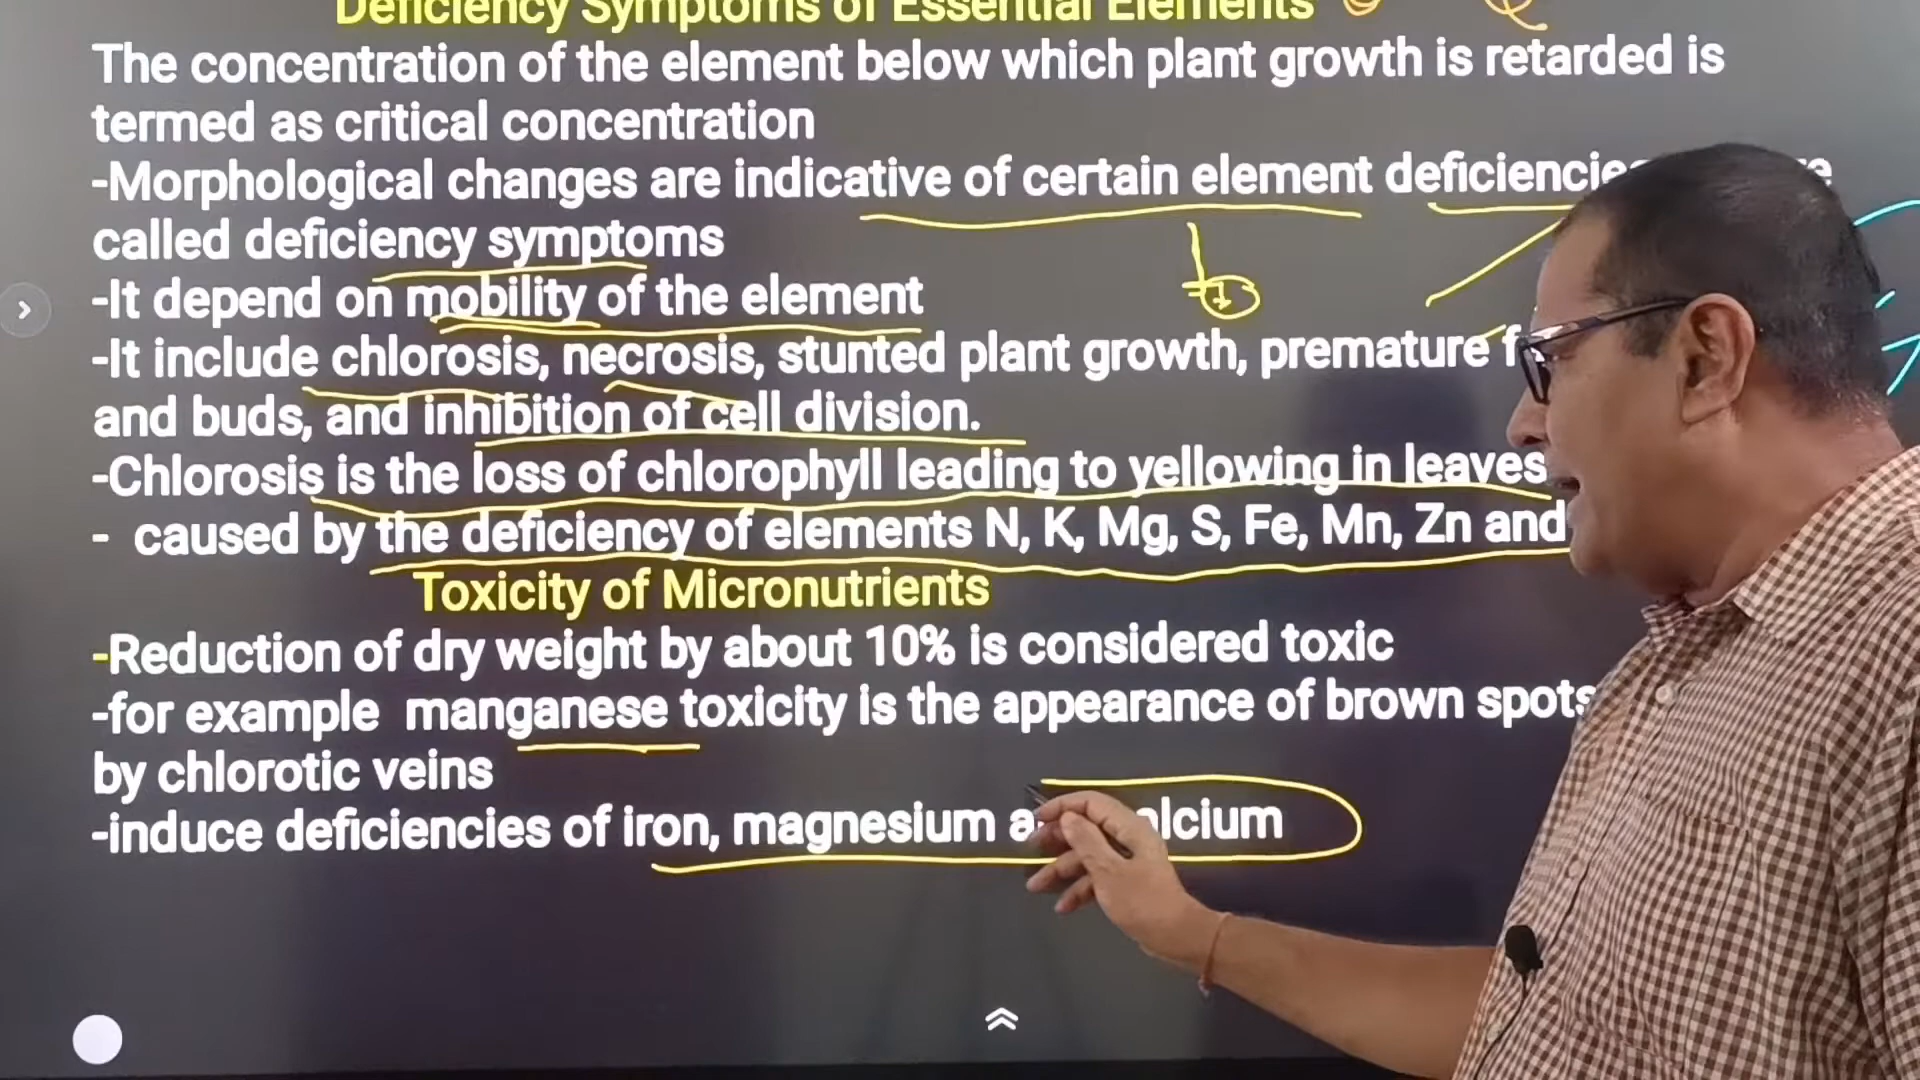 Deficiency Symptoms of Essential Elements
The concentration of the element below which plant growth is retarded is
termed as critical concentration
-Morphological changes are indicative of certain element
called deficiency symptoms
-It depend on mobility of the element
-It include chlorosis, necrosis, stunted plant growth, premature
and buds, and inhibition of cell division.
-Chlorosis is the loss of chlorophyll leading to yellowing in leaves
- caused by the deficiency of elements N, K, Mg, S, Fe, Mn, Zn and
Toxicity of Micronutrients
-Reduction of dry weight by about 10% is considered toxic
-for example manganese toxicity is the appearance of brown spots
by chlorotic veins
-induce deficiencies of iron, magnesium